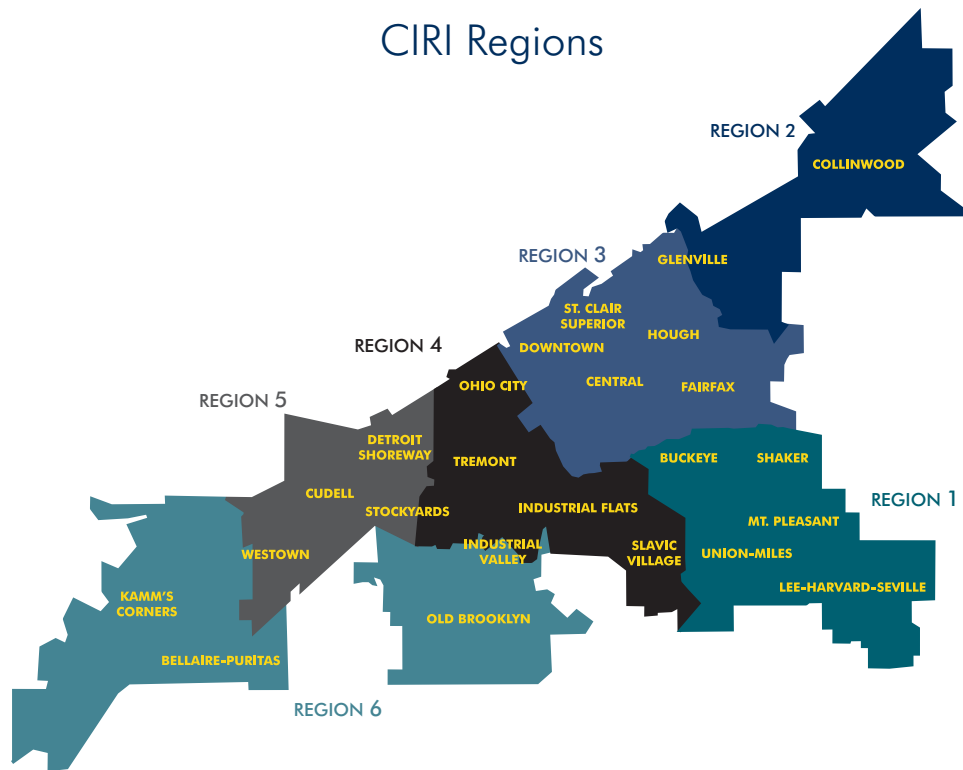 CIRI Regions
REGION 2
COLLINWOOD
REGION 3
GLENVILLE
ST. CLAIR
SUPERIOR
HOUGH
DOWNTOWN
CENTRAL
FAIRFAX
REGION 4
OHIO CITY
REGION 5
DETROIT
SHOREWAY
TREMONT
CUDELL
STOCKYARDS
INDUSTRIAL FLATS
INDUSTRIAL
VALLEY
SLAVIC
VILLAGE
BUCKEYE
SHAKER
REGION 1
MT. PLEASANT
UNION-MILES
LEE-HARVARD-SEVILLE
WESTOWN
KAMM'S
CORNERS
OLD BROOKLYN
BELLAIRE-PURITAS
REGION 6